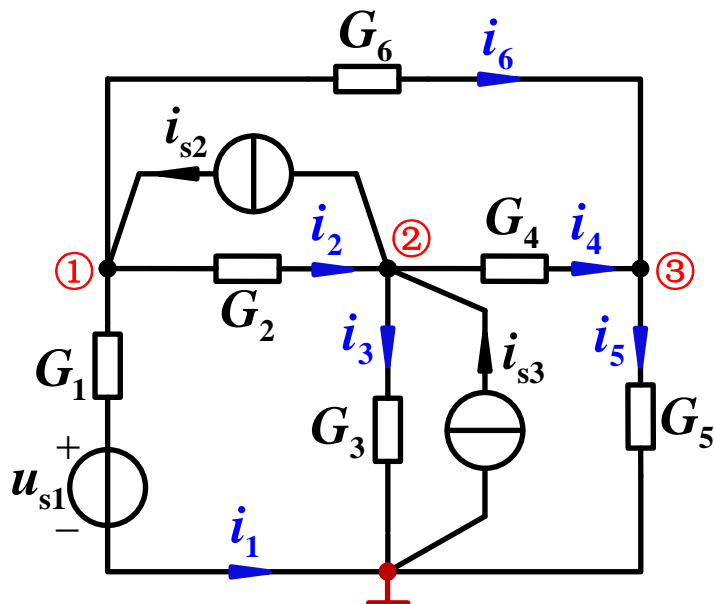 G₆
i₆
iₛ₂
i₂
②
G₄
i₄
①
③
G₂
i₃
iₛ₃
i₅
G₁
G₃
G₅
+
uₛ₁
−
i₁